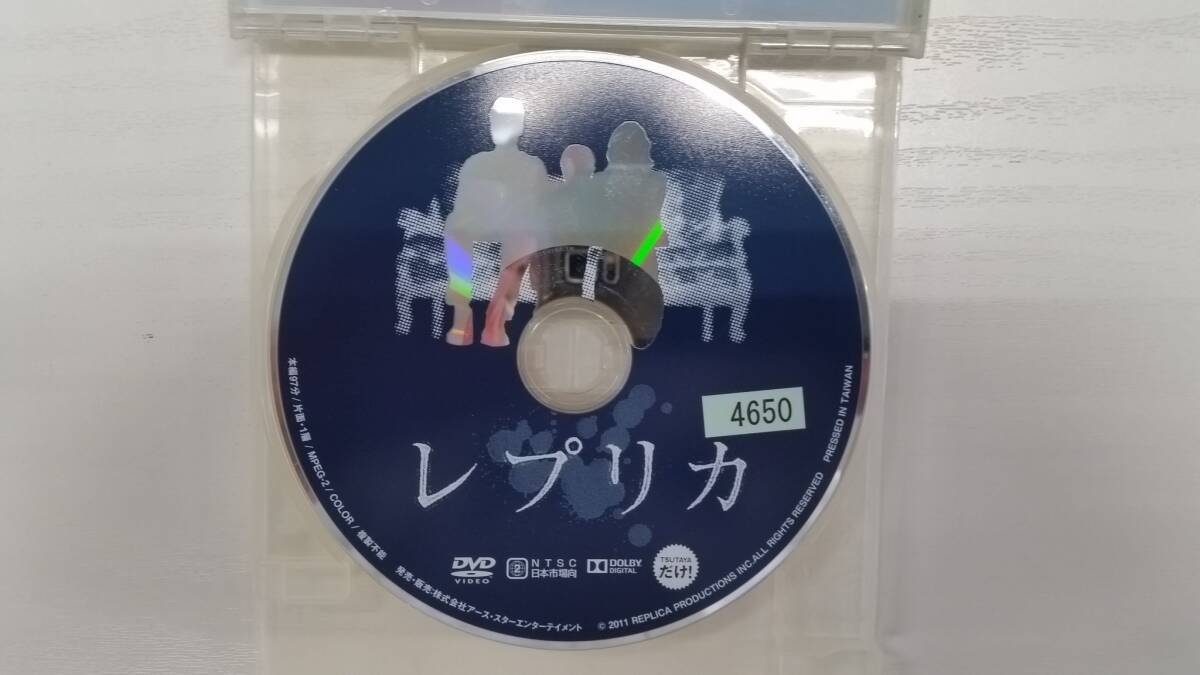 4650
レプリカ
DVD
VIDEO
2
NTSC
日本市場向
DOLBY
DIGITAL
TSUTAYA
だけ!
本編97分/片面・1層/MPEG-2/COLOR/複製不能
発売・販売:株式会社アース・スターエンターテイメント
© 2011 REPLICA PRODUCTIONS INC.ALL RIGHTS RESERVED
PRESSED IN TAIWAN